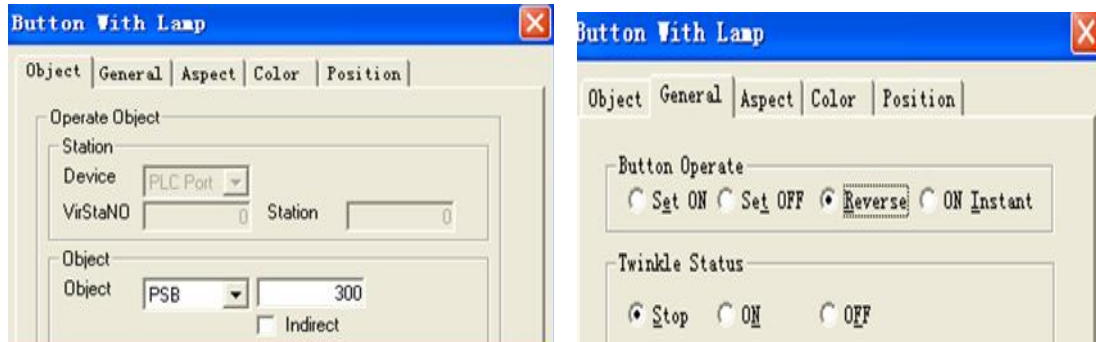 Button With Lamp
Object General Aspect Color Position
Operate Object
Station
Device PLC Port
VirStaNO 0 Station 0
Object
Object PSB 300
Indirect
Button With Lamp
Object General Aspect Color Position
Button Operate
Set ON Set OFF Reverse ON Instant
Twinkle Status
Stop ON OFF